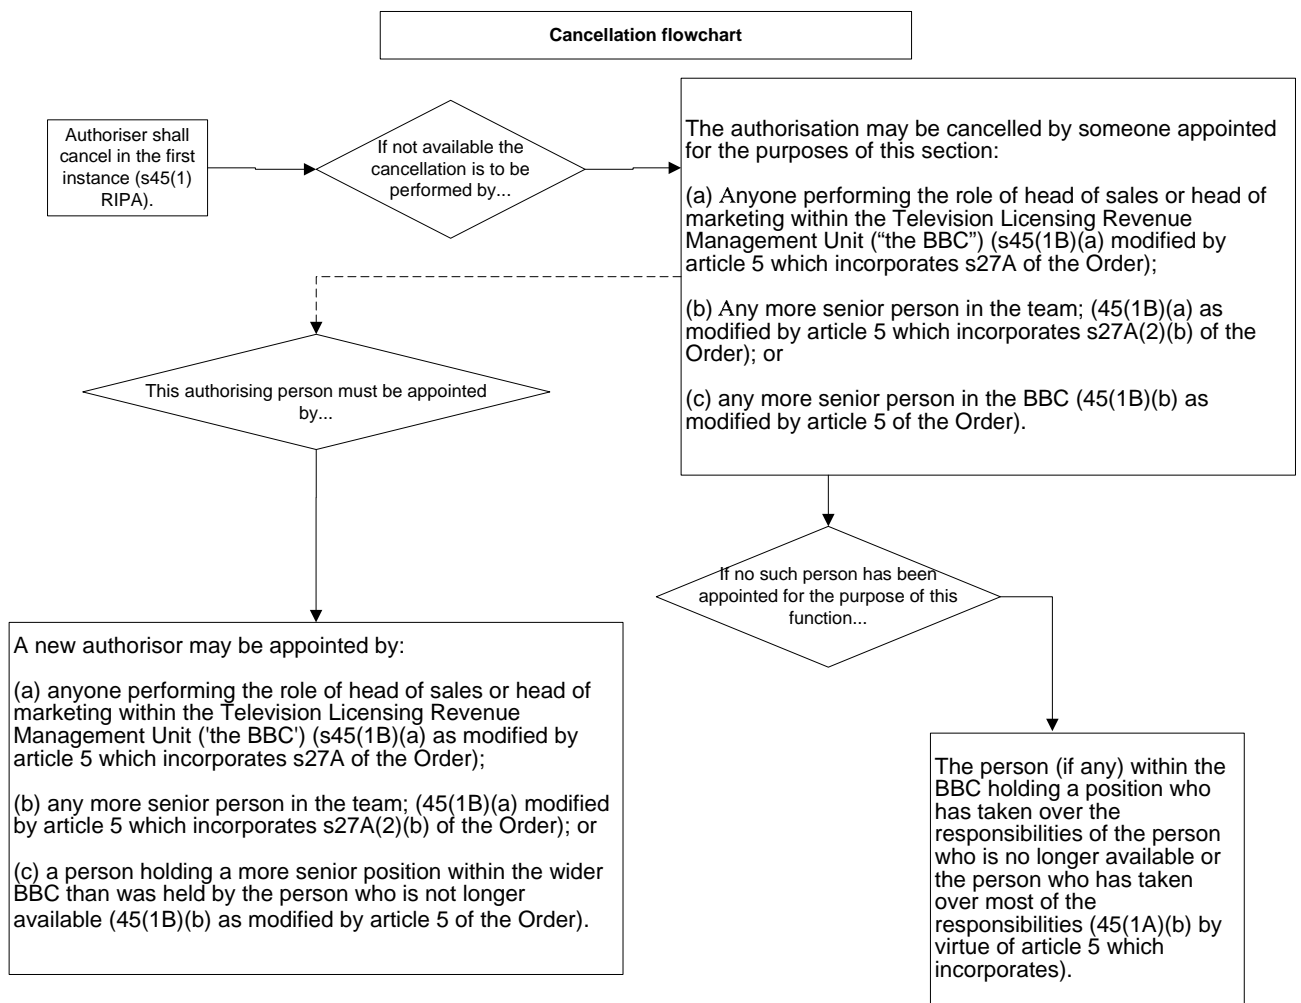 Cancellation flowchart
Authoriser shall
cancel in the first
instance (s45(1)
RIPA).
If not available the
cancellation is to be
performed by...
The authorisation may be cancelled by someone appointed
for the purposes of this section:
(a) Anyone performing the role of head of sales or head of
marketing within the Television Licensing Revenue
Management Unit (“the BBC”) (s45(1B)(a) modified by
article 5 which incorporates s27A of the Order);
(b) Any more senior person in the team; (45(1B)(a) as
modified by article 5 which incorporates s27A(2)(b) of the
Order); or
(c) any more senior person in the BBC (45(1B)(b) as
modified by article 5 of the Order).
This authorising person must be appointed
by...
If no such person has been
appointed for the purpose of this
function...
A new authorisor may be appointed by:
(a) anyone performing the role of head of sales or head of
marketing within the Television Licensing Revenue
Management Unit ('the BBC') (s45(1B)(a) as modified by
article 5 which incorporates s27A of the Order);
(b) any more senior person in the team; (45(1B)(a) modified
by article 5 which incorporates s27A(2)(b) of the Order); or
(c) a person holding a more senior position within the wider
BBC than was held by the person who is not longer
available (45(1B)(b) as modified by article 5 of the Order).
The person (if any) within the
BBC holding a position who
has taken over the
responsibilities of the person
who is no longer available or
the person who has taken
over most of the
responsibilities (45(1A)(b) by
virtue of article 5 which
incorporates).